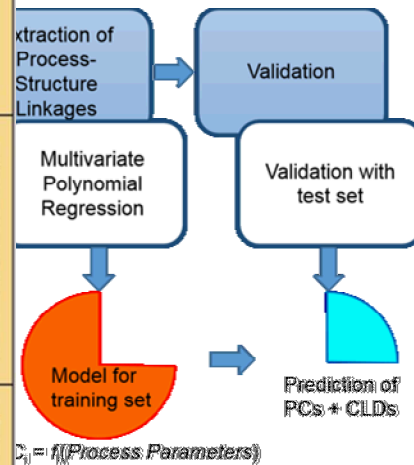 xtraction of
Process-
Structure
Linkages
Validation
Multivariate
Polynomial
Regression
Validation with
test set
Model for
training set
Prediction of
PCs + CLDs
= f((Process Parameters)